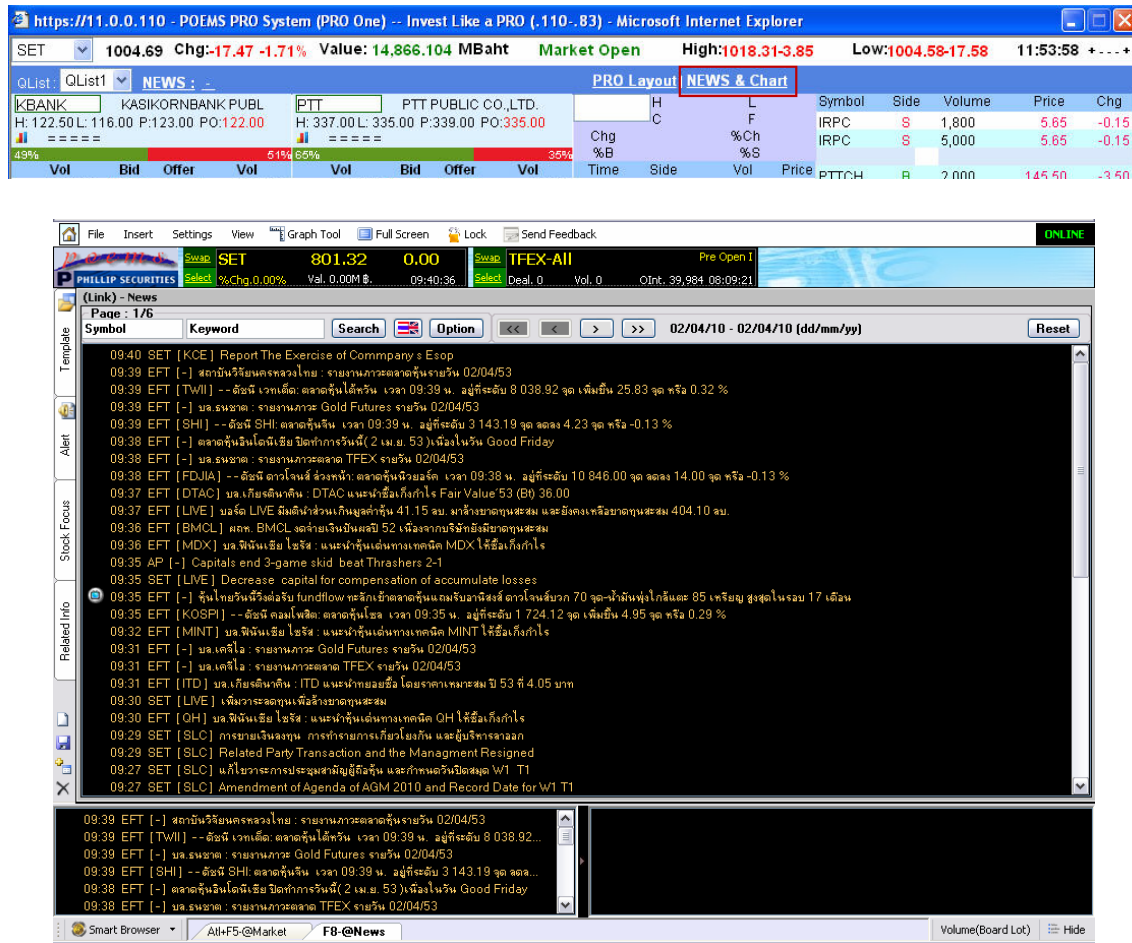 https://11.0.0.110 - POEMS PRO System (PRO One) -- Invest Like a PRO (.110-.83) - Microsoft Internet Explorer
SET 1004.69 Chg:-17.47 -1.71% Value: 14,866.104 MBaht Market Open High:1018.31-3.85 Low:1004.58-17.58 11:53:58 +---+
QList: QList1 NEWS : - PRO Layout NEWS & Chart
KBANK KASIKORNBANK PUBL PTT PTT PUBLIC CO.,LTD. H L Symbol Side Volume Price Chg
H: 122.50 L: 116.00 P:123.00 PO:122.00 H: 337.00 L: 335.00 P:339.00 PO:335.00 C F IRPC S 1,800 5.65 -0.15
===== ===== Chg %Ch IRPC S 5,000 5.65 -0.15
49% 51% 65% 35% %B %S
Vol Bid Offer Vol Vol Bid Offer Vol Time Side Vol Price PTTCH B 2,000 145.50 -3.50
File Insert Settings View Graph Tool Full Screen Lock Send Feedback ONLINE
poems Swap SET 801.32 0.00 Swap TFEX-All Pre Open I
P PHILLIP SECURITIES Select %Chg.0.00% Val. 0.00M ฿. 09:40:36 Select Deal. 0 Vol. 0 OInt. 39,984 08:09:21
(Link) - News
Page : 1/6
Symbol Keyword Search Option << < > >> 02/04/10 - 02/04/10 (dd/mm/yy) Reset
Template
Alert
Stock Focus
Related Info
09:40 SET [KCE] Report The Exercise of Commpany s Esop
09:39 EFT [-] สถาบันวิจัยนครหลวงไทย : รายงานภาวะตลาดหุ้นรายวัน 02/04/53
09:39 EFT [TWII] --ดัชนี เวทเต็ด: ตลาดหุ้นไต้หวัน เวลา 09:39 น. อยู่ที่ระดับ 8 038.92 จุด เพิ่มขึ้น 25.83 จุด หรือ 0.32 %
09:39 EFT [-] บล.ธนชาต : รายงานภาวะ Gold Futures รายวัน 02/04/53
09:39 EFT [SHI] --ดัชนี SHI: ตลาดหุ้นจีน เวลา 09:39 น. อยู่ที่ระดับ 3 143.19 จุด ลดลง 4.23 จุด หรือ -0.13 %
09:38 EFT [-] ตลาดหุ้นอินโดนีเซีย ปิดทำการวันนี้( 2 เม.ย. 53 )เนื่องในวัน Good Friday
09:38 EFT [-] บล.ธนชาต : รายงานภาวะตลาด TFEX รายวัน 02/04/53
09:38 EFT [FDJIA] --ดัชนี ดาวโจนส์ ล่วงหน้า: ตลาดหุ้นนิวยอร์ค เวลา 09:38 น. อยู่ที่ระดับ 10 846.00 จุด ลดลง 14.00 จุด หรือ -0.13 %
09:37 EFT [DTAC] บล.เกียรตินาคิน : DTAC แนะนำซื้อเก็งกำไร Fair Value'53 (Bt) 36.00
09:37 EFT [LIVE] บอร์ด LIVE มีมตินำส่วนเกินมูลค่าหุ้น 41.15 ลบ. มาล้างขาดทุนสะสม และยังคงเหลือขาดทุนสะสม 404.10 ลบ.
09:36 EFT [BMCL] ผถห. BMCL งดจ่ายเงินปันผลปี 52 เนื่องจากบริษัทยังมีขาดทุนสะสม
09:36 EFT [MDX] บล.ฟินันเซีย ไซรัส : แนะนำหุ้นเด่นทางเทคนิค MDX ให้ซื้อเก็งกำไร
09:35 AP [-] Capitals end 3-game skid beat Thrashers 2-1
09:35 SET [LIVE] Decrease capital for compensation of accumulate losses
09:35 EFT [-] หุ้นไทยวันนี้วิ่งต่อรับ fundflow ทะลักเข้าตลาดหุ้นแถมรับอานิสงส์ ดาวโจนส์บวก 70 จุด-น้ำมันพุ่งใกล้แตะ 85 เหรียญ สูงสุดในรอบ 17 เดือน
09:35 EFT [KOSPI] --ดัชนี คอมโพสิต: ตลาดหุ้นโซล เวลา 09:35 น. อยู่ที่ระดับ 1 724.12 จุด เพิ่มขึ้น 4.95 จุด หรือ 0.29 %
09:32 EFT [MINT] บล.ฟินันเซีย ไซรัส : แนะนำหุ้นเด่นทางเทคนิค MINT ให้ซื้อเก็งกำไร
09:31 EFT [-] บล.เคจีไอ : รายงานภาวะ Gold Futures รายวัน 02/04/53
09:31 EFT [-] บล.เคจีไอ : รายงานภาวะตลาด TFEX รายวัน 02/04/53
09:31 EFT [ITD] บล.เกียรตินาคิน : ITD แนะนำทยอยซื้อ โดยราคาเหมาะสม ปี 53 ที่ 4.05 บาท
09:30 SET [LIVE] เพิ่มวาระลดทุนเพื่อล้างขาดทุนสะสม
09:30 EFT [QH] บล.ฟินันเซีย ไซรัส : แนะนำหุ้นเด่นทางเทคนิค QH ให้ซื้อเก็งกำไร
09:29 SET [SLC] การขายเงินลงทุน การทำรายการเกี่ยวโยงกัน และผู้บริหารลาออก
09:29 SET [SLC] Related Party Transaction and the Managment Resigned
09:27 SET [SLC] แก้ไขวาระการประชุมสามัญผู้ถือหุ้น และกำหนดวันปิดสมุด W1 T1
09:27 SET [SLC] Amendment of Agenda of AGM 2010 and Record Date for W1 T1
09:39 EFT [-] สถาบันวิจัยนครหลวงไทย : รายงานภาวะตลาดหุ้นรายวัน 02/04/53
09:39 EFT [TWII] --ดัชนี เวทเต็ด: ตลาดหุ้นไต้หวัน เวลา 09:39 น. อยู่ที่ระดับ 8 038.92...
09:39 EFT [-] บล.ธนชาต : รายงานภาวะ Gold Futures รายวัน 02/04/53
09:39 EFT [SHI] --ดัชนี SHI: ตลาดหุ้นจีน เวลา 09:39 น. อยู่ที่ระดับ 3 143.19 จุด ลดล...
09:38 EFT [-] ตลาดหุ้นอินโดนีเซีย ปิดทำการวันนี้( 2 เม.ย. 53 )เนื่องในวัน Good Friday
09:38 EFT [-] บล.ธนชาต : รายงานภาวะตลาด TFEX รายวัน 02/04/53
Smart Browser Atl+F5-@Market F8-@News Volume(Board Lot) Hide